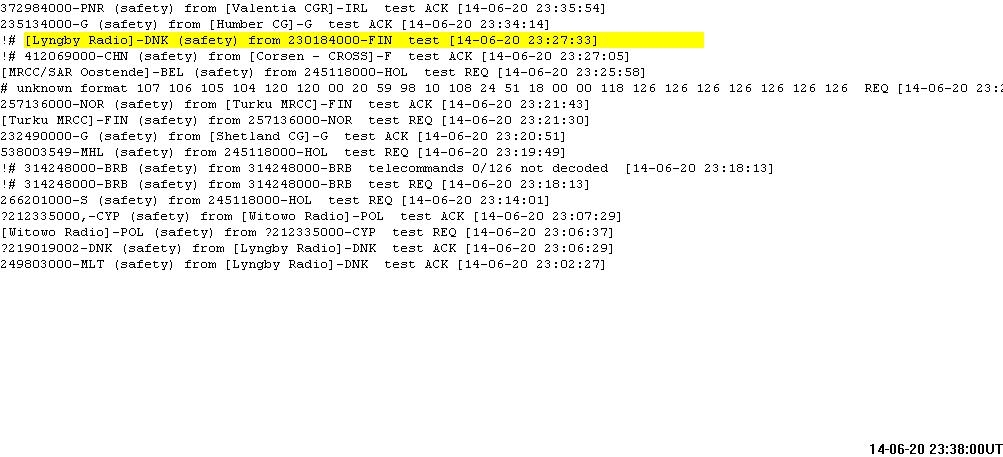 372984000-PNR (safety) from [Valentia CGR]-IRL  test ACK [14-06-20 23:35:54]
235134000-G (safety) from [Humber CG]-G  test ACK [14-06-20 23:34:14]
!# [Lyngby Radio]-DNK (safety) from 230184000-FIN  test [14-06-20 23:27:33]
!# 412069000-CHN (safety) from [Corsen - CROSS]-F  test ACK [14-06-20 23:27:05]
[MRCC/SAR Oostende]-BEL (safety) from 245118000-HOL  test REQ [14-06-20 23:25:58]
# unknown format 107 106 105 104 120 120 00 20 59 98 10 108 24 51 18 00 00 118 126 126 126 126 126 126 126 126  REQ [14-06-20 23:2
257136000-NOR (safety) from [Turku MRCC]-FIN  test ACK [14-06-20 23:21:43]
[Turku MRCC]-FIN (safety) from 257136000-NOR  test REQ [14-06-20 23:21:30]
232490000-G (safety) from [Shetland CG]-G  test ACK [14-06-20 23:20:51]
538003549-MHL (safety) from 245118000-HOL  test REQ [14-06-20 23:19:49]
!# 314248000-BRB (safety) from 314248000-BRB  telecommands 0/126 not decoded  [14-06-20 23:18:13]
!# 314248000-BRB (safety) from 314248000-BRB  test REQ [14-06-20 23:18:13]
266201000-S (safety) from 245118000-HOL  test REQ [14-06-20 23:14:01]
?212335000,-CYP (safety) from [Witowo Radio]-POL  test ACK [14-06-20 23:07:29]
[Witowo Radio]-POL (safety) from ?212335000-CYP  test REQ [14-06-20 23:06:37]
?219019002-DNK (safety) from [Lyngby Radio]-DNK  test ACK [14-06-20 23:06:29]
249803000-MLT (safety) from [Lyngby Radio]-DNK  test ACK [14-06-20 23:02:27]
14-06-20 23:38:00UT